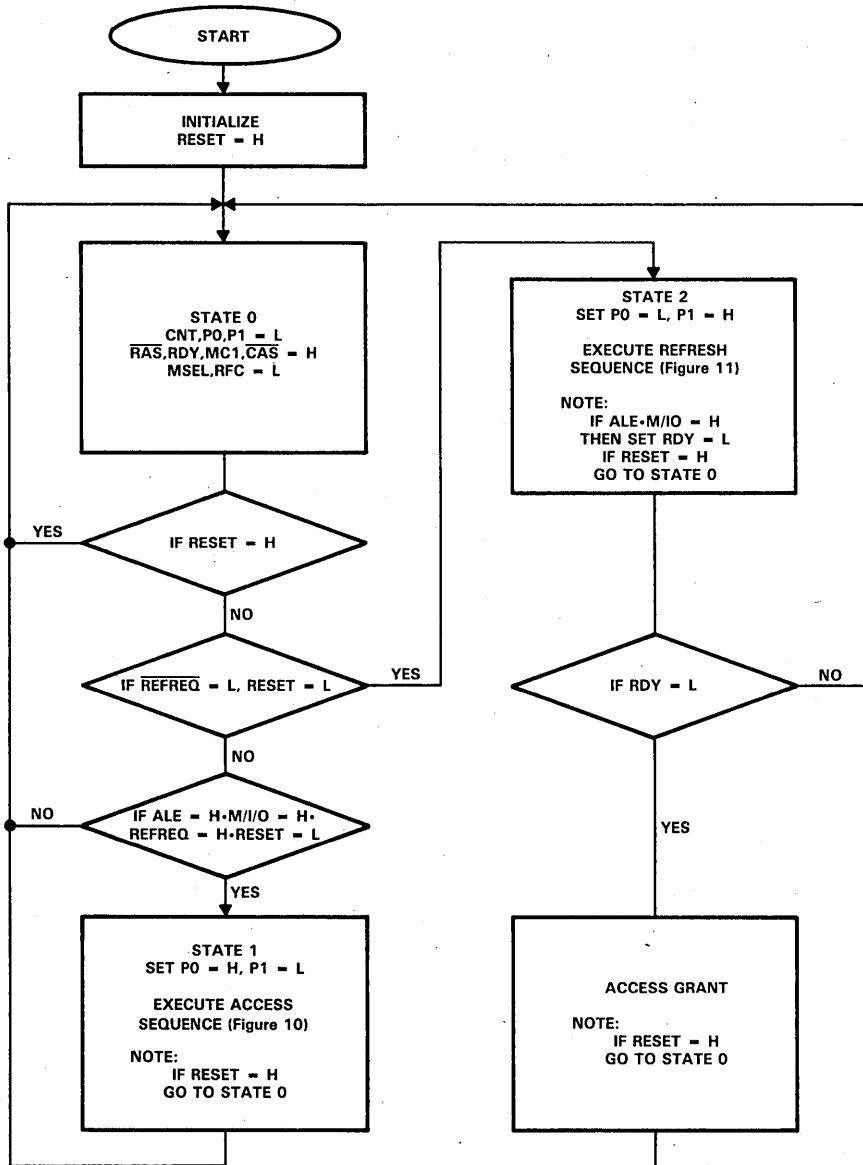 START
INITIALIZE
RESET = H
STATE 0
CNT,P0,P1 = L
R̅A̅S̅,RDY,MC1,C̅A̅S̅ = H
MSEL,RFC = L
IF RESET = H
YES
NO
IF R̅E̅F̅R̅E̅Q̅ = L, RESET = L
YES
NO
IF ALE = H•M/I/O = H•
REFREQ = H•RESET = L
NO
YES
STATE 1
SET P0 = H, P1 = L
EXECUTE ACCESS
SEQUENCE (Figure 10)
NOTE:
IF RESET = H
GO TO STATE 0
STATE 2
SET P0 = L, P1 = H
EXECUTE REFRESH
SEQUENCE (Figure 11)
NOTE:
IF ALE•M/IO = H
THEN SET RDY = L
IF RESET = H
GO TO STATE 0
IF RDY = L
NO
YES
ACCESS GRANT
NOTE:
IF RESET = H
GO TO STATE 0